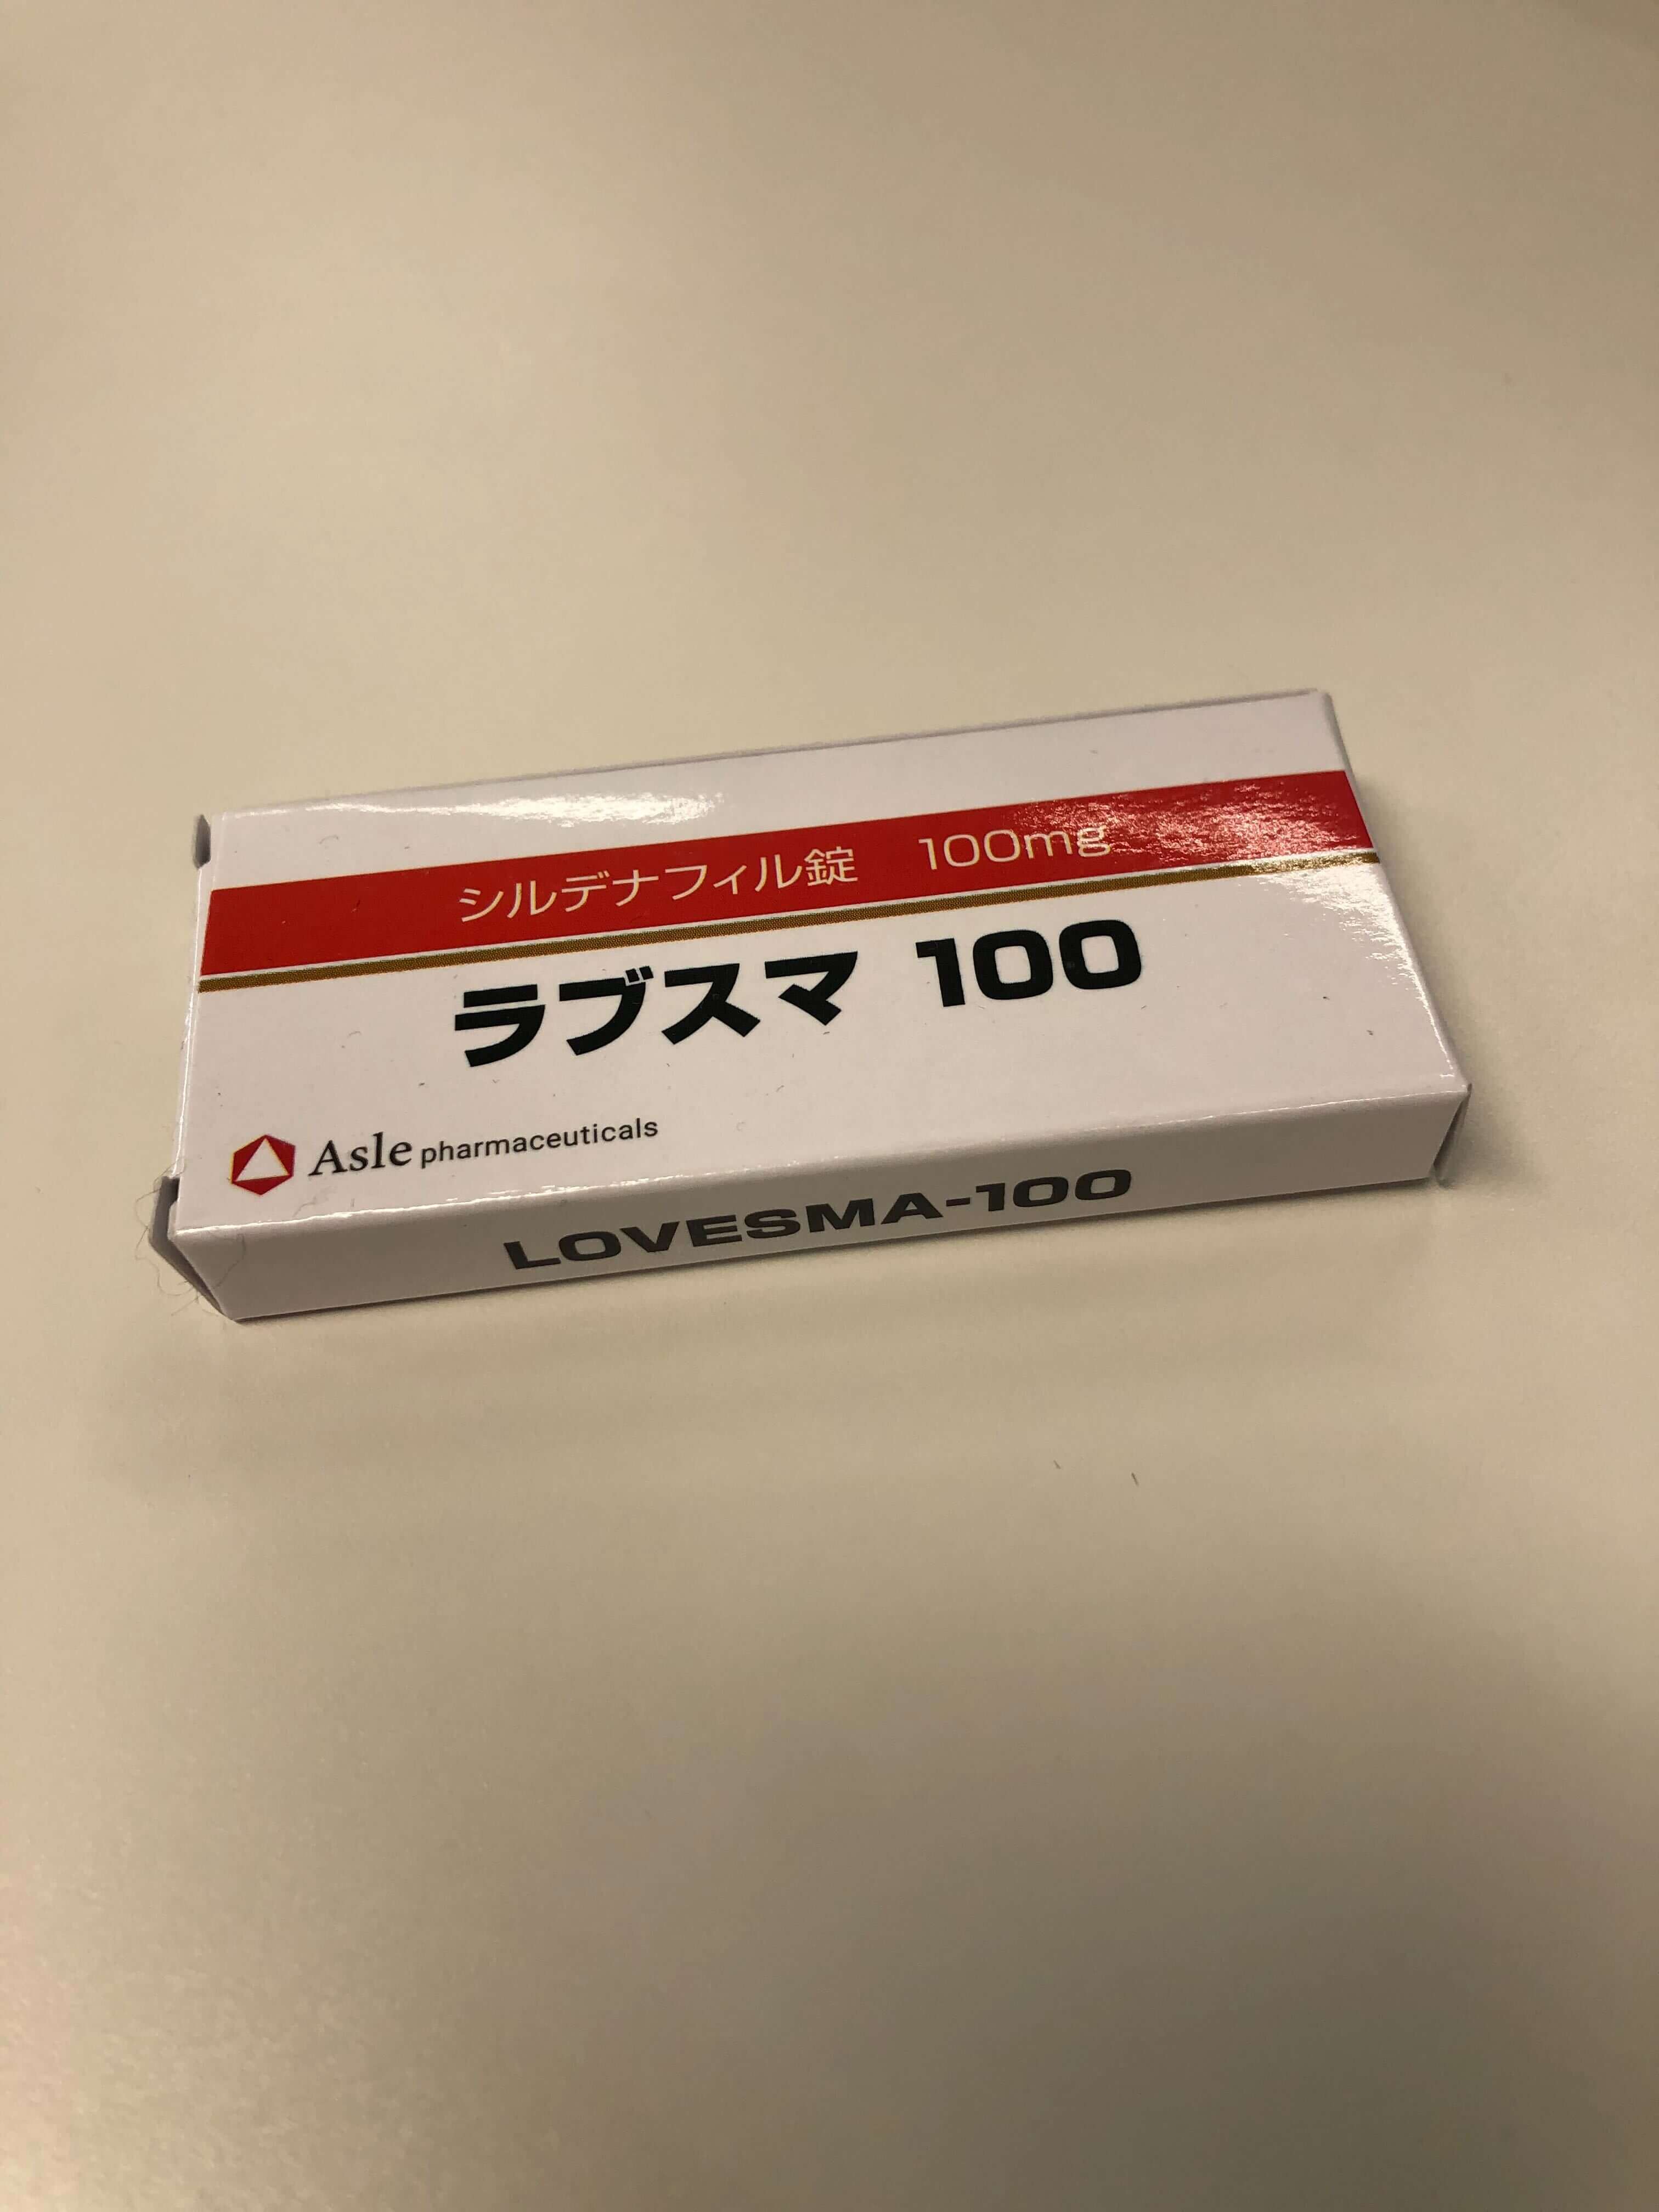 シルデナフィル錠 100mg
ラブスマ 100
Asle pharmaceuticals
LOVESMA-100